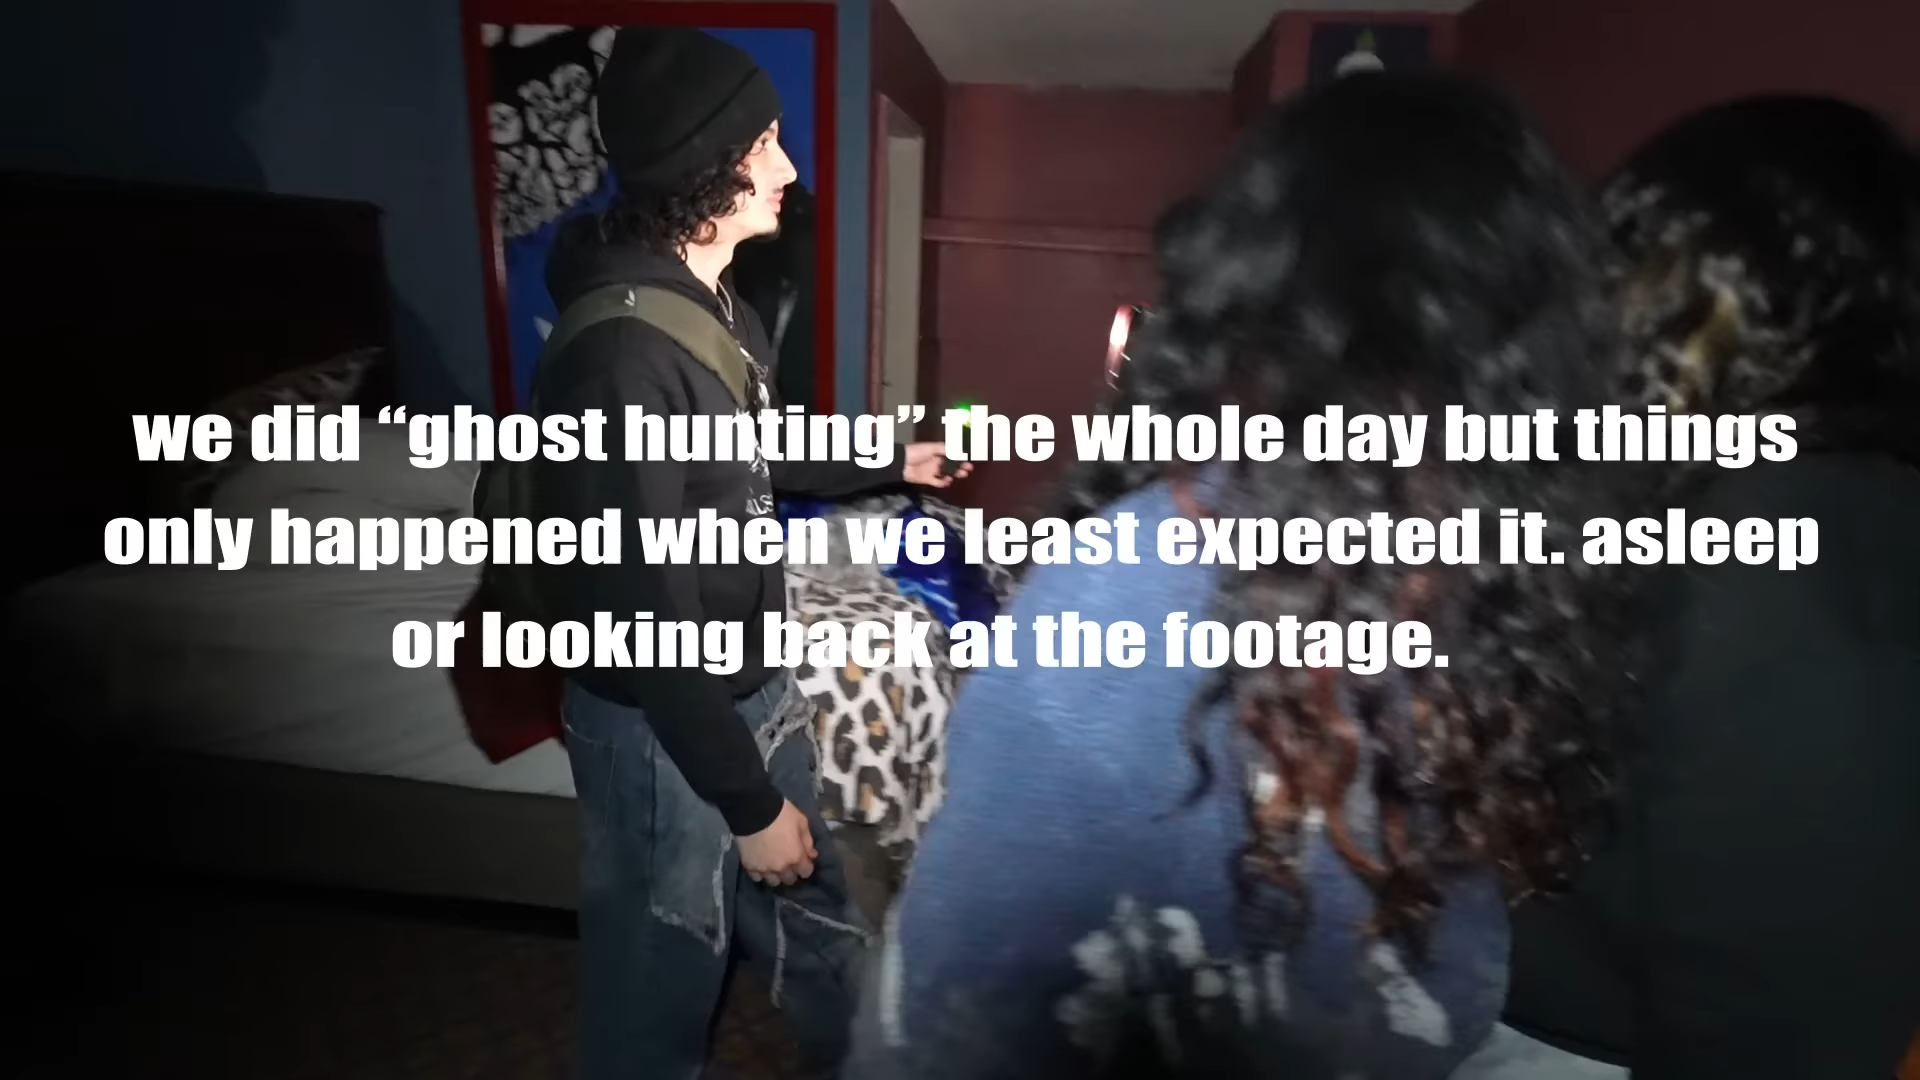 we did “ghost hunting” the whole day but things
only happened when we least expected it. asleep
or looking back at the footage.